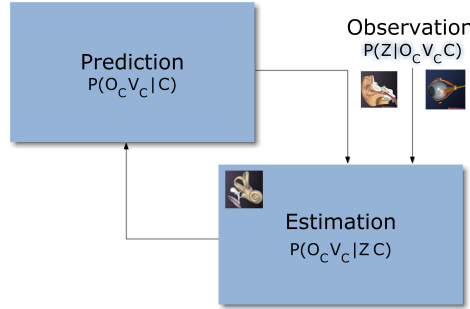 Prediction
P(O_C V_C | C)
Observation
P(Z|O_C V_C C)
Estimation
P(O_C V_C |Z C)